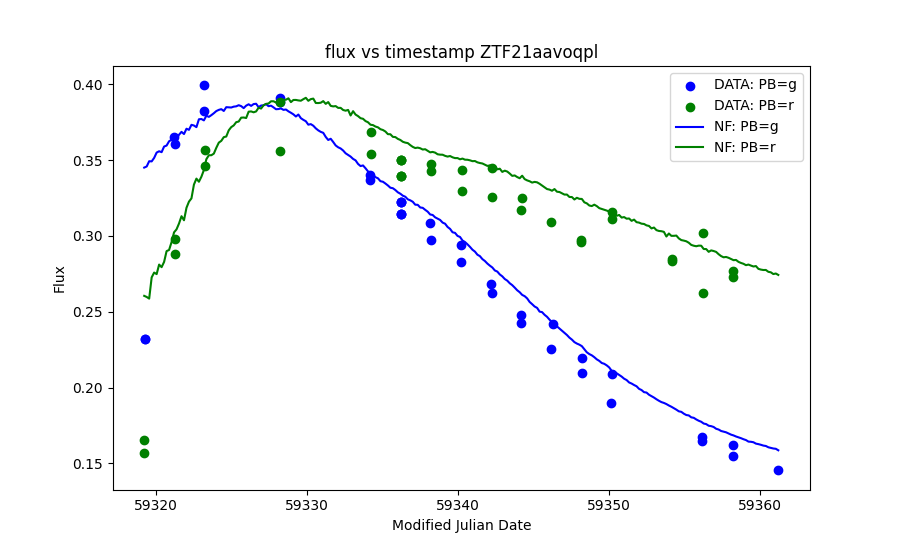 flux vs timestamp ZTF21aavoqpl
0.40
0.35
0.30
0.25
0.20
0.15
Flux
DATA: PB=g
DATA: PB=r
NF: PB=g
NF: PB=r
59320 59330 59340 59350 59360
Modified Julian Date